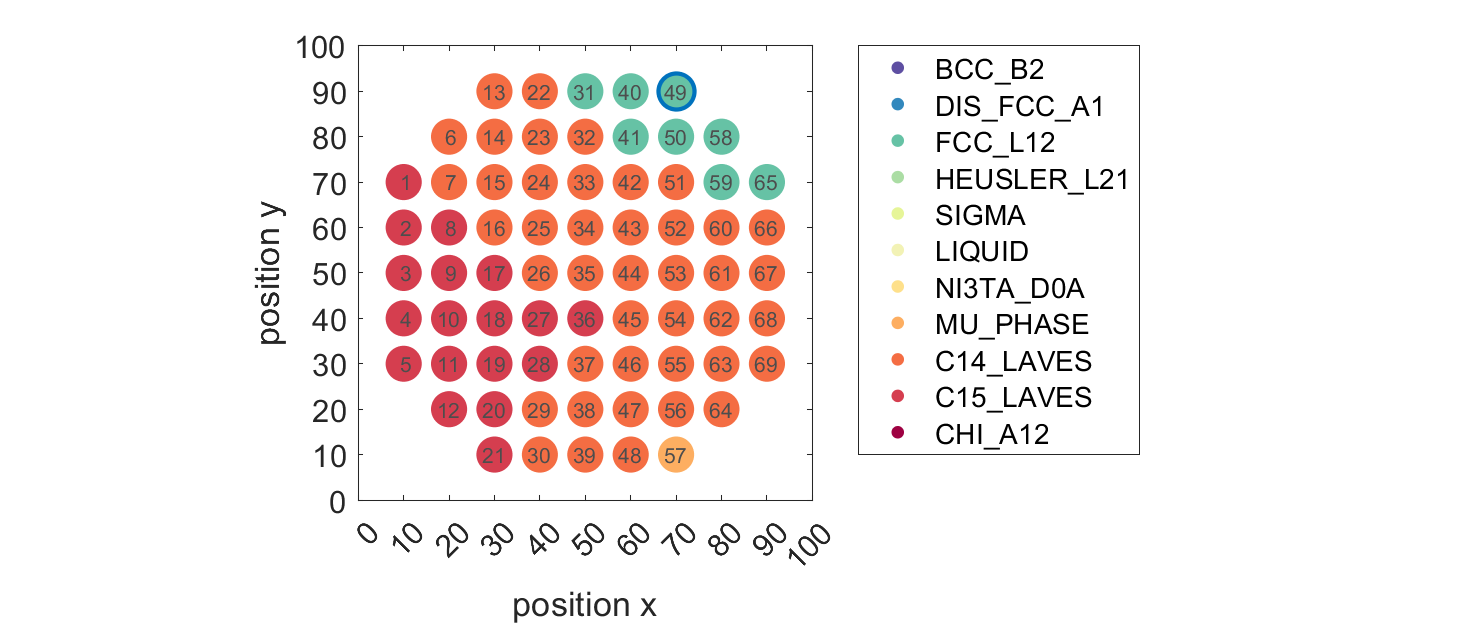 100
90 13 22 31 40 49
80 6 14 23 32 41 50 58
70 1 7 15 24 33 42 51 59 65
60 2 8 16 25 34 43 52 60 66
50 3 9 17 26 35 44 53 61 67
40 4 10 18 27 36 45 54 62 68
30 5 11 19 28 37 46 55 63 69
20 12 20 29 38 47 56 64
10 21 30 39 48 57
0
position y
0 10 20 30 40 50 60 70 80 90 100
position x
BCC_B2
DIS_FCC_A1
FCC_L12
HEUSLER_L21
SIGMA
LIQUID
NI3TA_D0A
MU_PHASE
C14_LAVES
C15_LAVES
CHI_A12